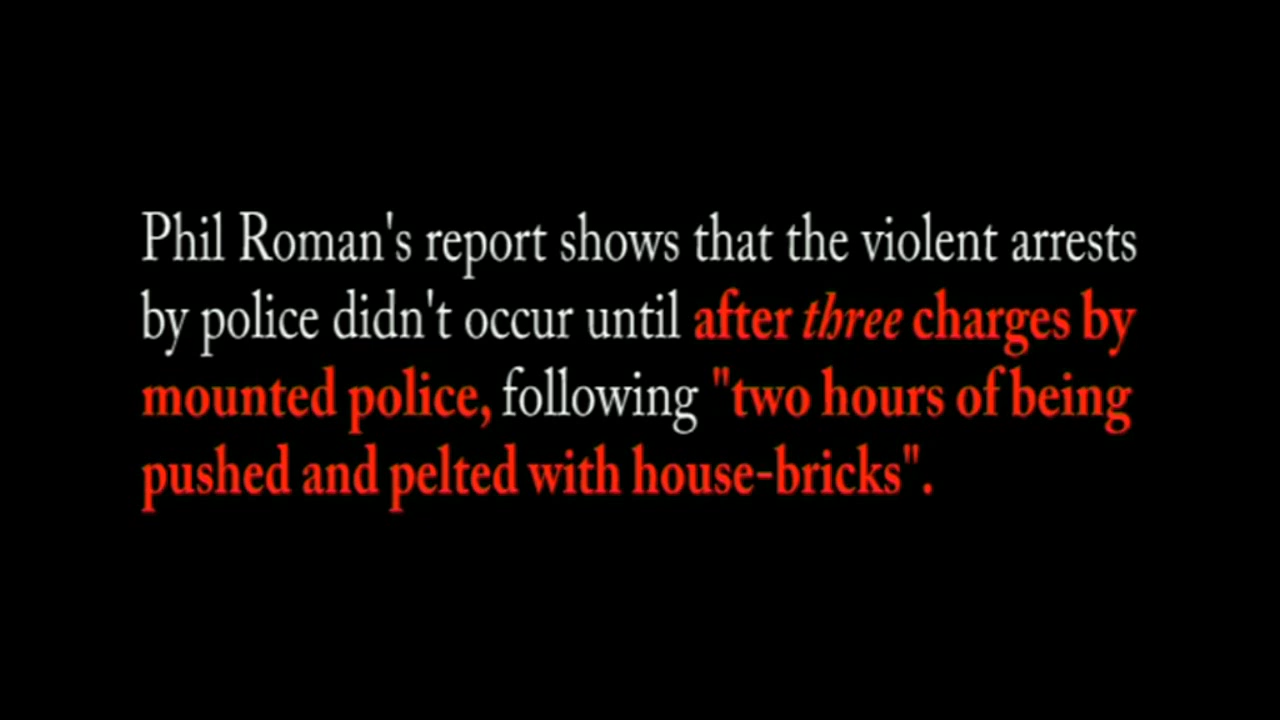 Phil Roman's report shows that the violent arrests
by police didn't occur until after three charges by
mounted police, following "two hours of being
pushed and pelted with house-bricks".